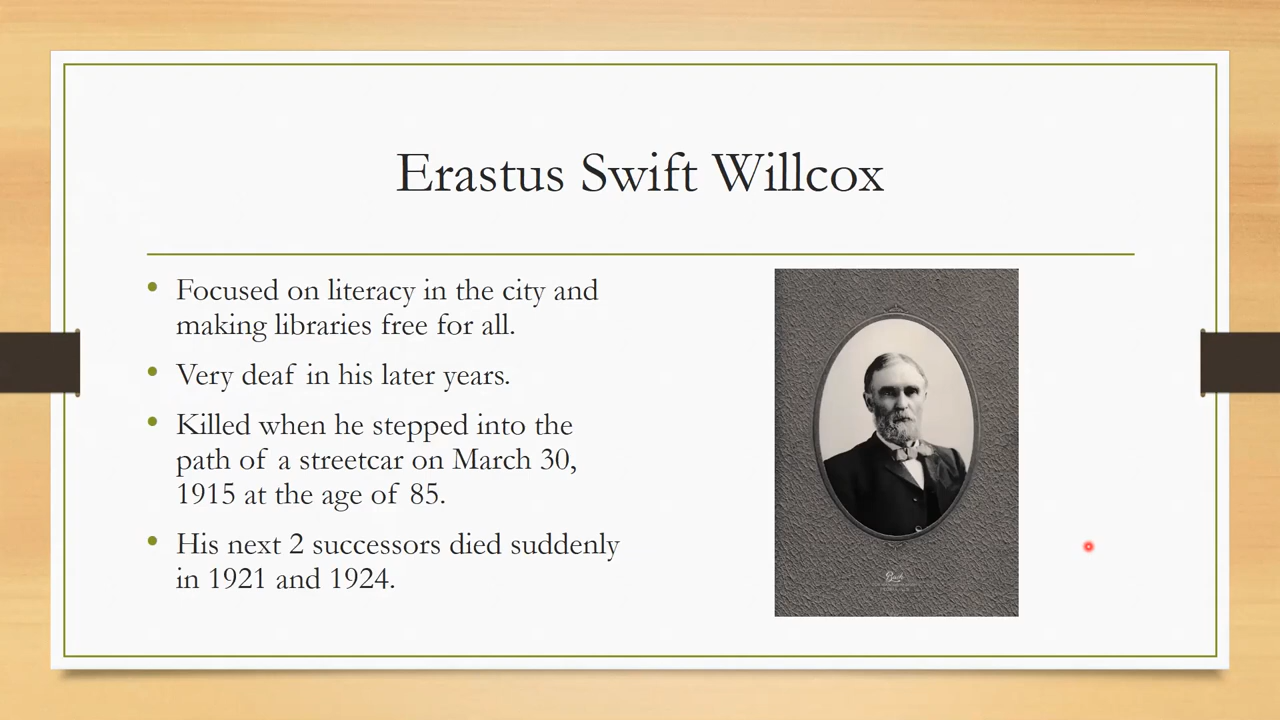 Erastus Swift Willcox
• Focused on literacy in the city and
making libraries free for all.
• Very deaf in his later years.
• Killed when he stepped into the
path of a streetcar on March 30,
1915 at the age of 85.
• His next 2 successors died suddenly
in 1921 and 1924.